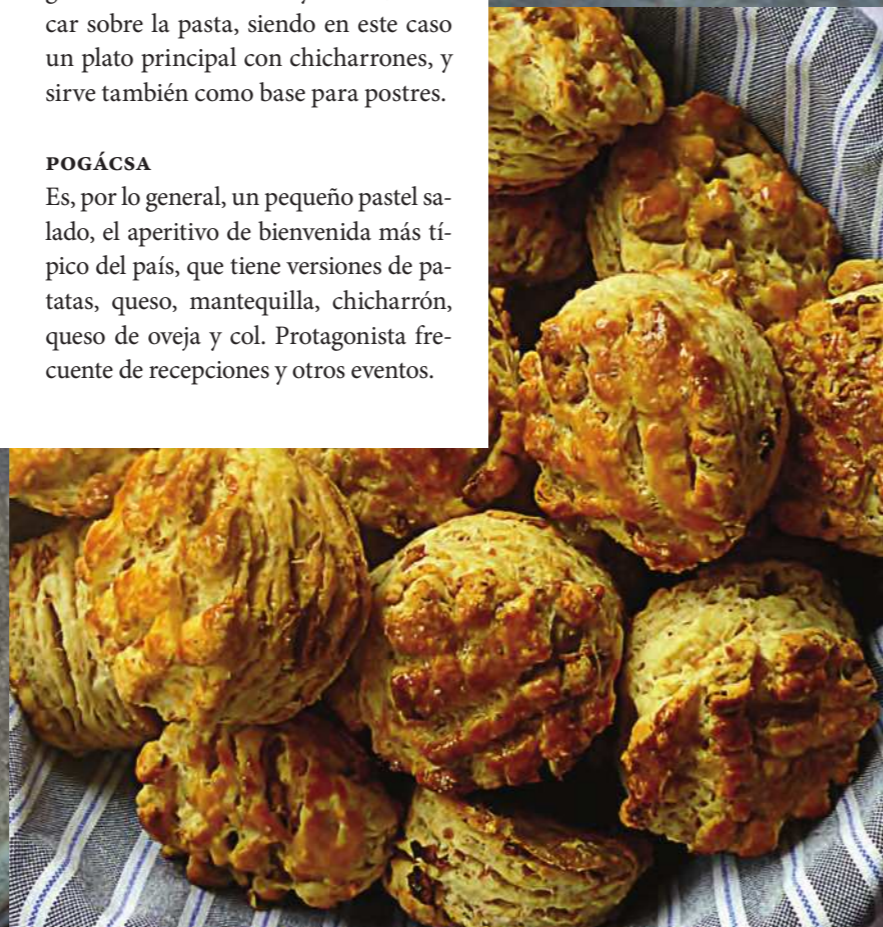 car sobre la pasta, siendo en este caso
un plato principal con chicharrones, y
sirve también como base para postres.
POGÁCSA
Es, por lo general, un pequeño pastel sa-
lado, el aperitivo de bienvenida más tí-
pico del país, que tiene versiones de pa-
tatas, queso, mantequilla, chicharrón,
queso de oveja y col. Protagonista fre-
cuente de recepciones y otros eventos.